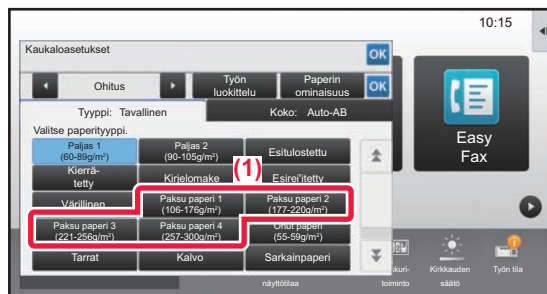 10:15
Kaukaloasetukset
OK
Ohitus
Työn
luokittelu
Paperin
ominaisuus
OK
Tyyppi: Tavallinen
Koko: Auto-AB
Valitse paperityyppi.
Paljas 1
(60-89g/m²)
Paljas 2
(90-105g/m²)
Esitulostettu
Kierrä-
tetty
Kirjelomake
(1)
Esirei'itetty
Värillinen
Paksu paperi 1
(106-176g/m²)
Paksu paperi 2
(177-220g/m²)
Paksu paperi 3
(221-256g/m²)
Paksu paperi 4
(257-300g/m²)
Ohut paperi
(55-59g/m²)
Tarrat
Kalvo
Sarkainpaperi
Easy
Fax
näyttötilaa
toiminto
Kirkkauden
säätö
Työn tila